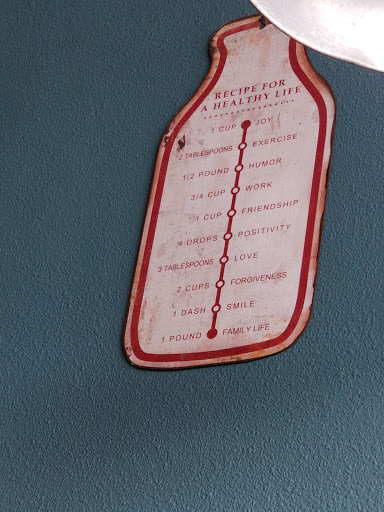 RECIPE FOR
A HEALTHY LIFE
1 CUP JOY
2 TABLESPOONS EXERCISE
1/2 POUND HUMOR
3/4 CUP WORK
1 CUP FRIENDSHIP
4 DROPS POSITIVITY
3 TABLESPOONS LOVE
2 CUPS FORGIVENESS
1 DASH SMILE
1 POUND FAMILY LIFE